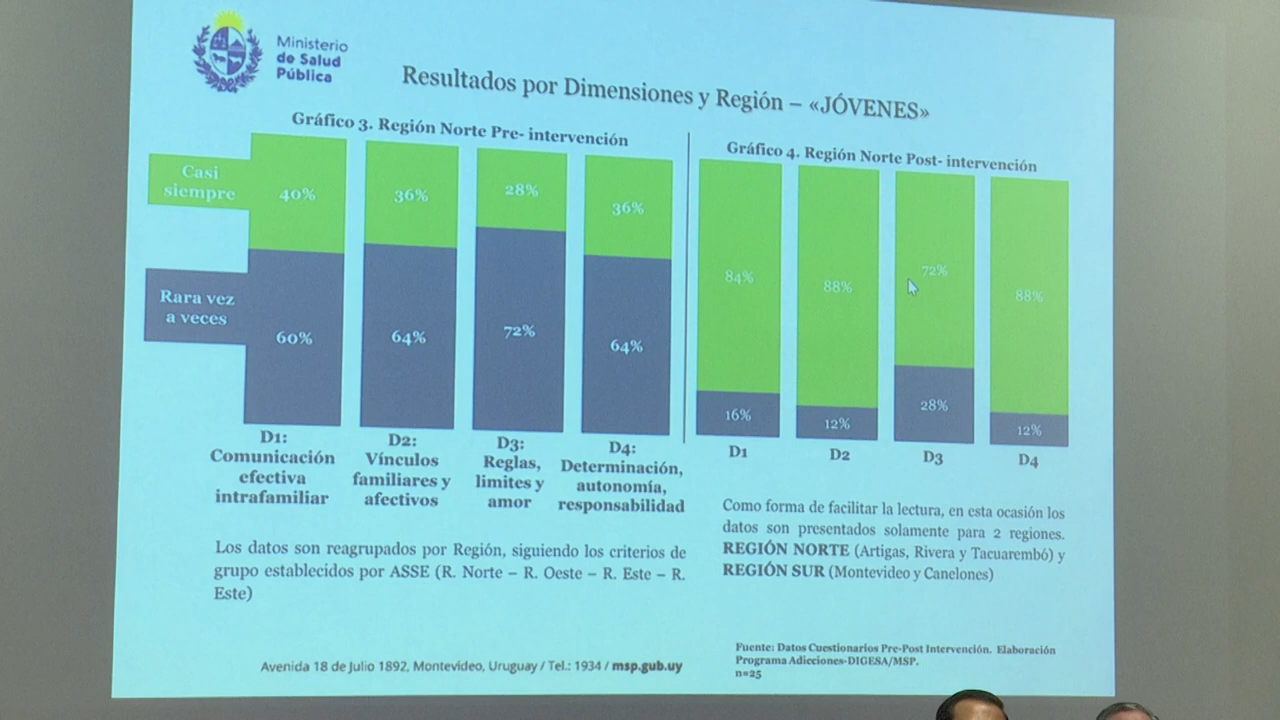 Ministerio
de Salud
Pública
Resultados por Dimensiones y Región – «JÓVENES»
Gráfico 3. Región Norte Pre- intervención
Casi
siempre
40%
36%
28%
36%
Rara vez
a veces
60%
64%
72%
64%
D1:
Comunicación
efectiva
intrafamiliar
D2:
Vínculos
familiares y
afectivos
D3:
Reglas,
limites y
amor
D4:
Determinación,
autonomía,
responsabilidad
Los datos son reagrupados por Región, siguiendo los criterios de
grupo establecidos por ASSE (R. Norte – R. Oeste – R. Este – R.
Este)
Gráfico 4. Región Norte Post- intervención
84%
88%
72%
88%
16%
12%
28%
12%
D1
D2
D3
D4
Como forma de facilitar la lectura, en esta ocasión los
datos son presentados solamente para 2 regiones.
REGIÓN NORTE (Artigas, Rivera y Tacuarembó) y
REGIÓN SUR (Montevideo y Canelones)
Avenida 18 de Julio 1892, Montevideo, Uruguay / Tel.: 1934 / msp.gub.uy
Fuente: Datos Cuestionarios Pre-Post Intervención. Elaboración
Programa Adicciones-DIGESA/MSP.
n=25